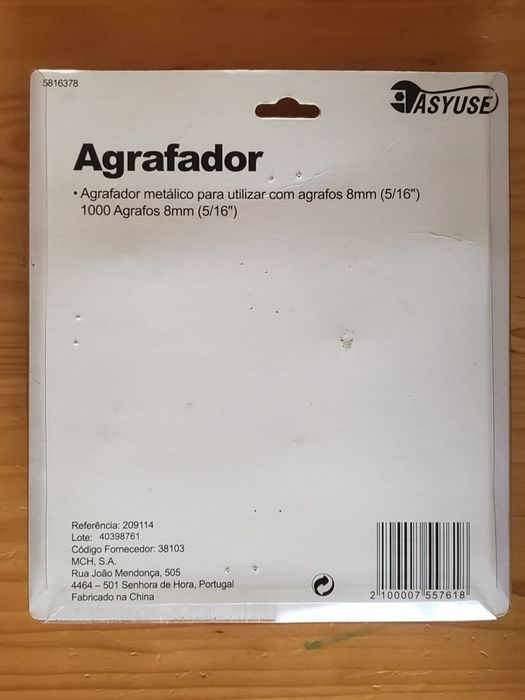 5816378
EASYUSE
Agrafador
• Agrafador metálico para utilizar com agrafos 8mm (5/16")
1000 Agrafos 8mm (5/16")
Referência: 209114
Lote: 40398761
Código Fornecedor: 38103
MCH, S.A.
Rua João Mendonça, 505
4464 – 501 Senhora de Hora, Portugal
Fabricado na China
2 100007 557618